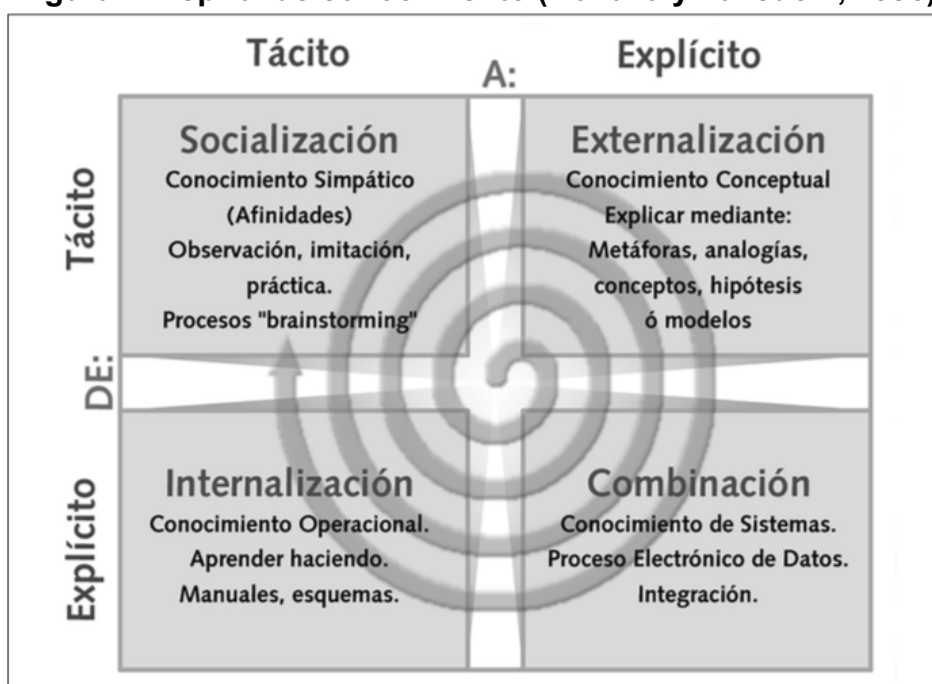 Tácito
Explícito
A:
Tácito
Socialización
Conocimiento Simpático
(Afinidades)
Observación, imitación,
práctica.
Procesos "brainstorming"
Externalización
Conocimiento Conceptual
Explicar mediante:
Metáforas, analogías,
conceptos, hipótesis
ó modelos
DE:
Explícito
Internalización
Conocimiento Operacional.
Aprender haciendo.
Manuales, esquemas.
Combinación
Conocimiento de Sistemas.
Proceso Electrónico de Datos.
Integración.